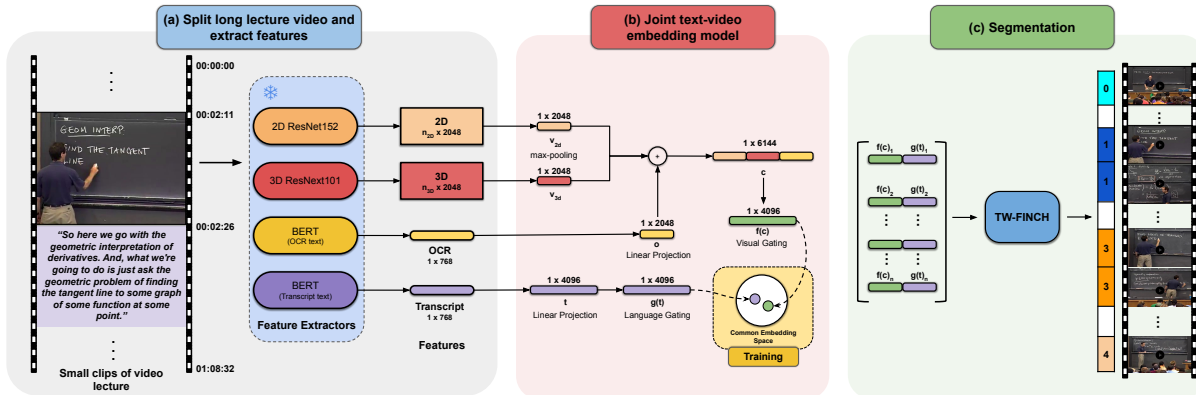 (a) Split long lecture video and
extract features
00:00:00
00:02:11
GEOM INTERP
FIND THE TANGENT
LINE
00:02:26
“So here we go with the
geometric interpretation of
derivatives. And, what we're
going to do is just ask the
geometric problem of finding
the tangent line to some graph
of some function at some
point.”
01:08:32
Small clips of video
lecture
2D ResNet152
3D ResNext101
BERT
(OCR text)
BERT
(Transcript text)
Feature Extractors
2D
n2D x 2048
3D
n3D x 2048
OCR
1 x 768
Transcript
1 x 768
Features
(b) Joint text-video
embedding model
1 x 2048
v2d
max-pooling
1 x 2048
v3d
+
1 x 6144
c
1 x 2048
o
Linear Projection
1 x 4096
f(c)
Visual Gating
1 x 4096
t
Linear Projection
1 x 4096
g(t)
Language Gating
Common Embedding
Space
Training
(c) Segmentation
f(c)1 g(t)1
f(c)2 g(t)2
f(c)n g(t)n
TW-FINCH
0
1
1
3
3
4